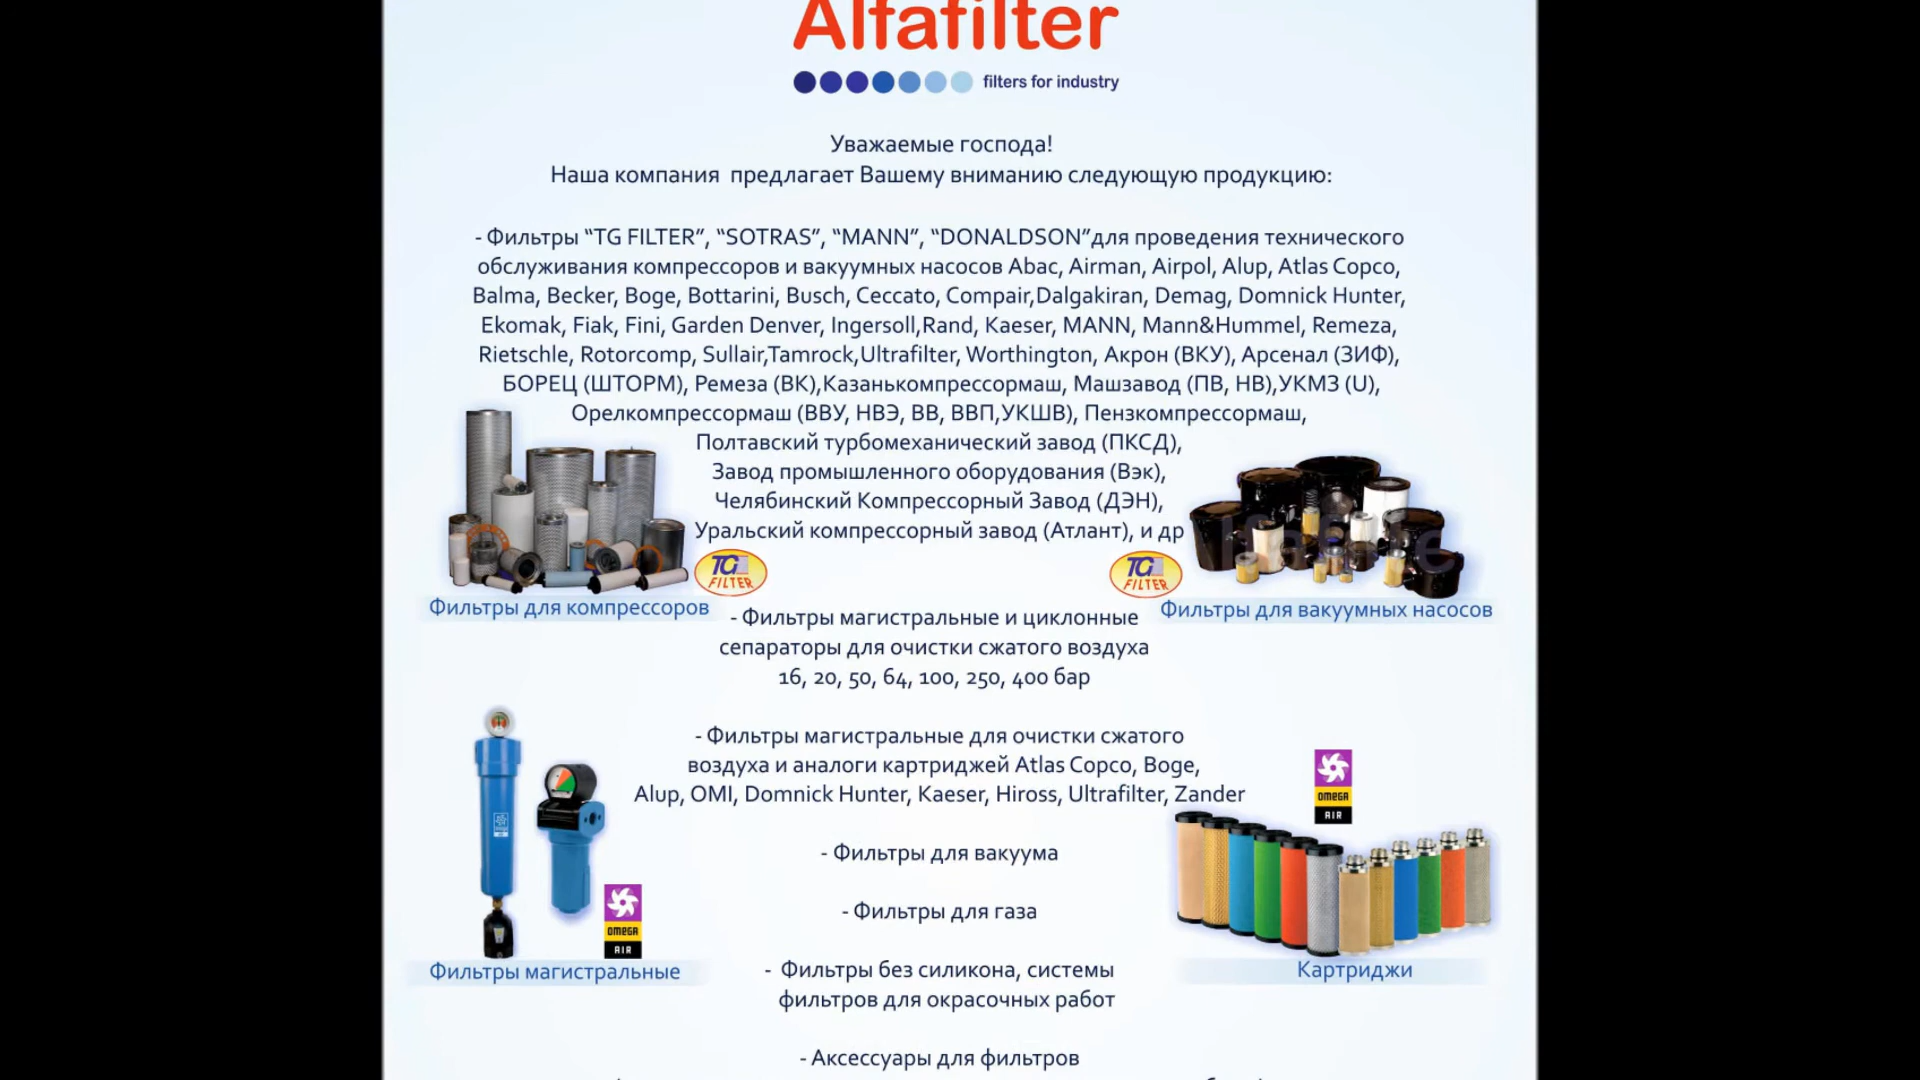 Alfafilter
filters for industry
Уважаемые господа!
Наша компания предлагает Вашему вниманию следующую продукцию:
- Фильтры “TG FILTER”, “SOTRAS”, “MANN”, “DONALDSON”для проведения технического
обслуживания компрессоров и вакуумных насосов Abac, Airman, Airpol, Alup, Atlas Copco,
Balma, Becker, Boge, Bottarini, Busch, Ceccato, Compair,Dalgakiran, Demag, Domnick Hunter,
Ekomak, Fiak, Fini, Garden Denver, Ingersoll,Rand, Kaeser, MANN, Mann&Hummel, Remeza,
Rietschle, Rotorcomp, Sullair,Tamrock,Ultrafilter, Worthington, Акрон (ВКУ), Арсенал (ЗИФ),
БОРЕЦ (ШТОРМ), Ремеза (ВК),Казанькомпрессормаш, Машзавод (ПВ, НВ),УКМЗ (U),
Орелкомпрессормаш (ВВУ, НВЭ, ВВ, ВВП,УКШВ), Пензкомпрессормаш,
Полтавский турбомеханический завод (ПКСД),
Завод промышленного оборудования (Вэк),
Челябинский Компрессорный Завод (ДЭН),
Уральский компрессорный завод (Атлант), и др
TG FILTER
TG FILTER
Фильтры для компрессоров
Фильтры для вакуумных насосов
- Фильтры магистральные и циклонные
сепараторы для очистки сжатого воздуха
16, 20, 50, 64, 100, 250, 400 бар
- Фильтры магистральные для очистки сжатого
воздуха и аналоги картриджей Atlas Copco, Boge,
Alup, OMI, Domnick Hunter, Kaeser, Hiross, Ultrafilter, Zander
OMEGA
AIR
- Фильтры для вакуума
- Фильтры для газа
OMEGA
AIR
Фильтры магистральные
- Фильтры без силикона, системы
фильтров для окрасочных работ
Картриджи
- Аксессуары для фильтров